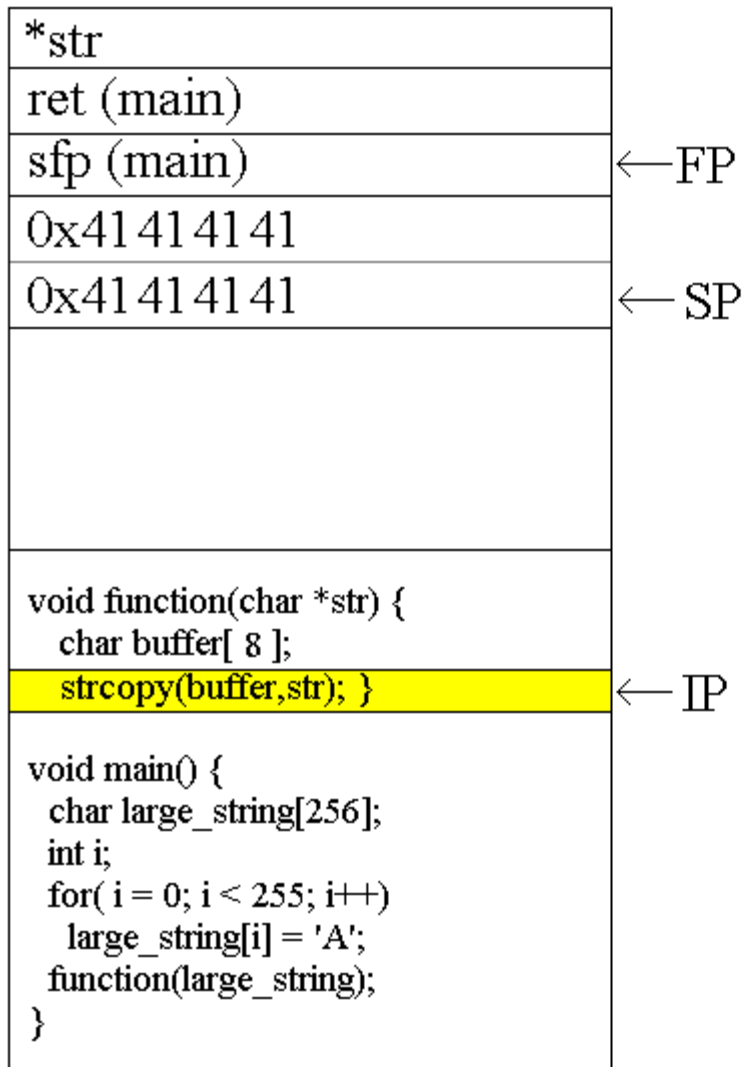 *str
ret (main)
sfp (main) ←FP
0x41414141
0x41414141 ← SP
void function(char *str) {
char buffer[ 8 ];
strcopy(buffer,str); } ← IP
void main() {
char large_string[256];
int i;
for( i = 0; i < 255; i++)
large_string[i] = 'A';
function(large_string);
}